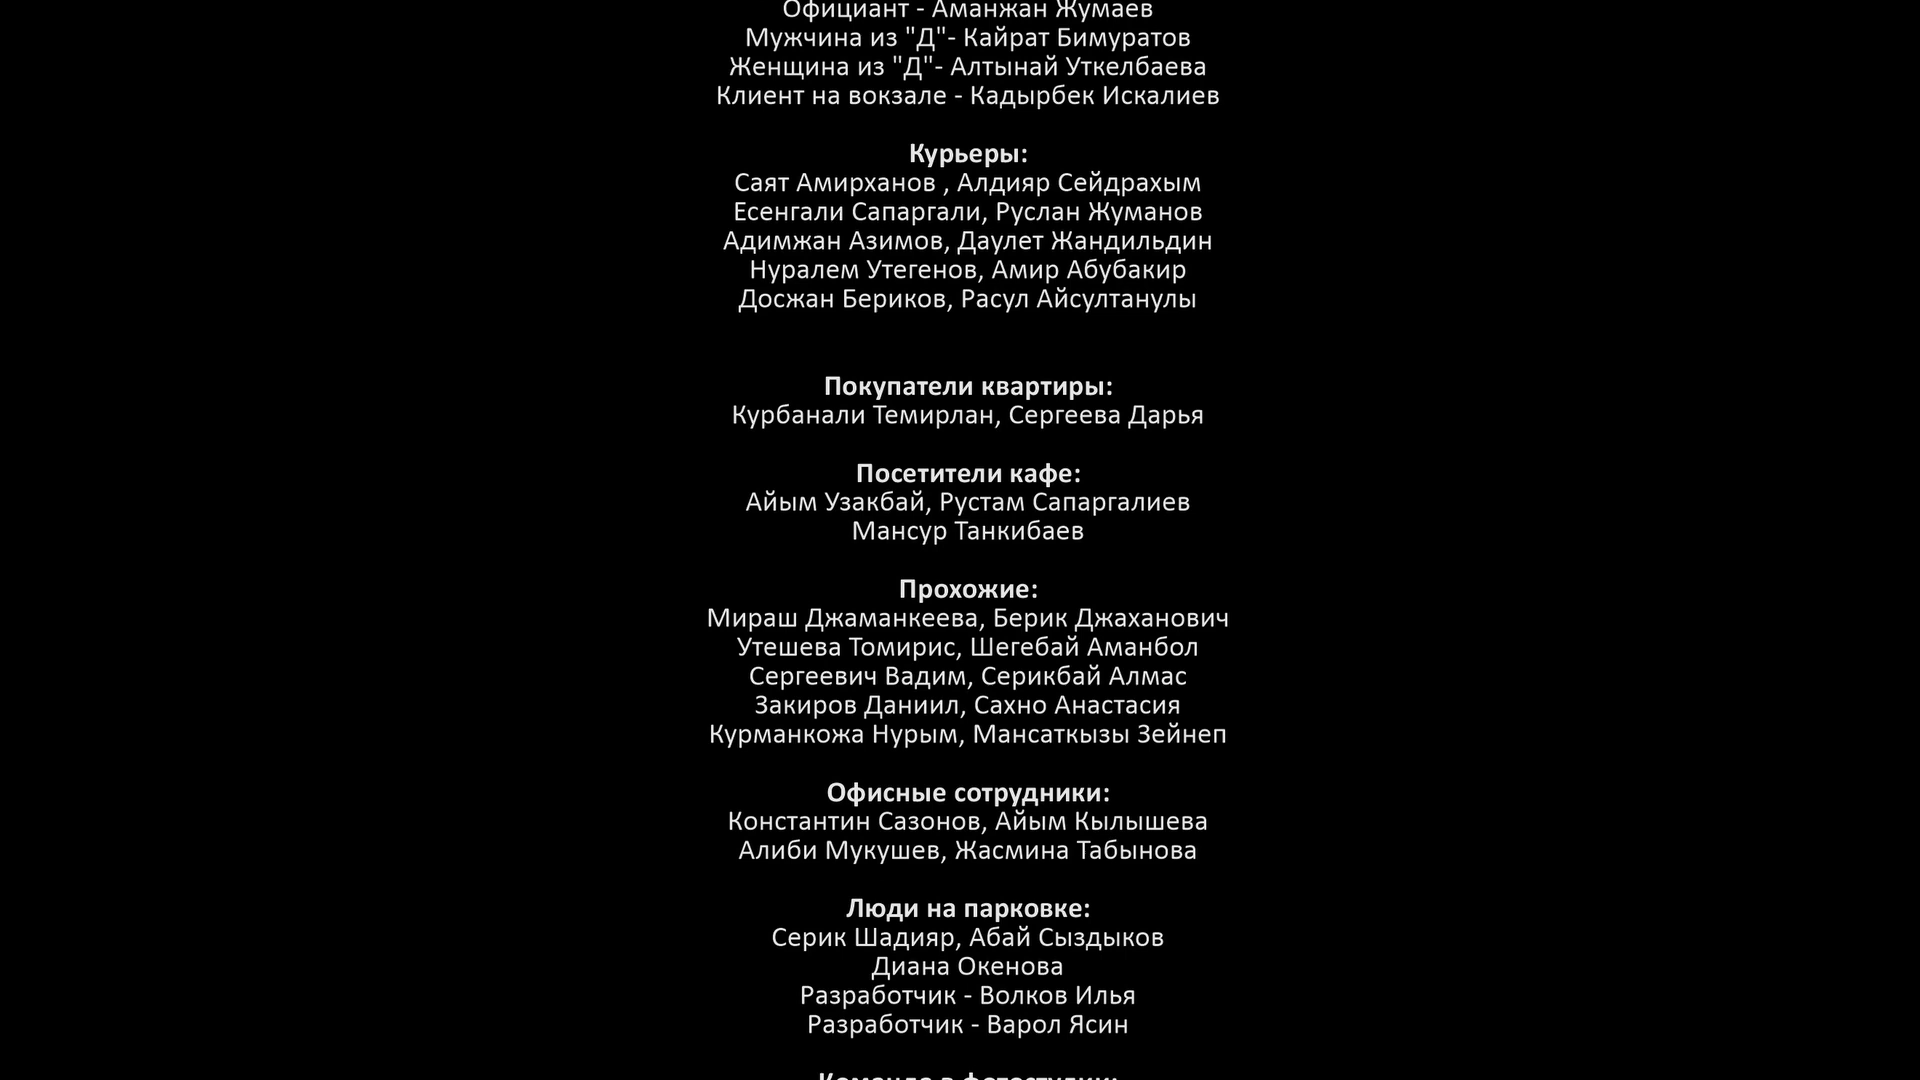 Официант - Аманжан Жумаев
Мужчина из "Д"- Кайрат Бимуратов
Женщина из "Д"- Алтынай Уткелбаева
Клиент на вокзале - Кадырбек Искалиев
Курьеры:
Саят Амирханов , Алдияр Сейдрахым
Есенгали Сапаргали, Руслан Жуманов
Адимжан Азимов, Даулет Жандильдин
Нуралем Утегенов, Амир Абубакир
Досжан Бериков, Расул Айсултанулы
Покупатели квартиры:
Курбанали Темирлан, Сергеева Дарья
Посетители кафе:
Айым Узакбай, Рустам Сапаргалиев
Мансур Танкибаев
Прохожие:
Мираш Джаманкеева, Берик Джаханович
Утешева Томирис, Шегебай Аманбол
Сергеевич Вадим, Серикбай Алмас
Закиров Даниил, Сахно Анастасия
Курманкожа Нурым, Мансаткызы Зейнеп
Офисные сотрудники:
Константин Сазонов, Айым Кылышева
Алиби Мукушев, Жасмина Табынова
Люди на парковке:
Серик Шадияр, Абай Сыздыков
Диана Окенова
Разработчик - Волков Илья
Разработчик - Варол Ясин
Команда в фотостудии: